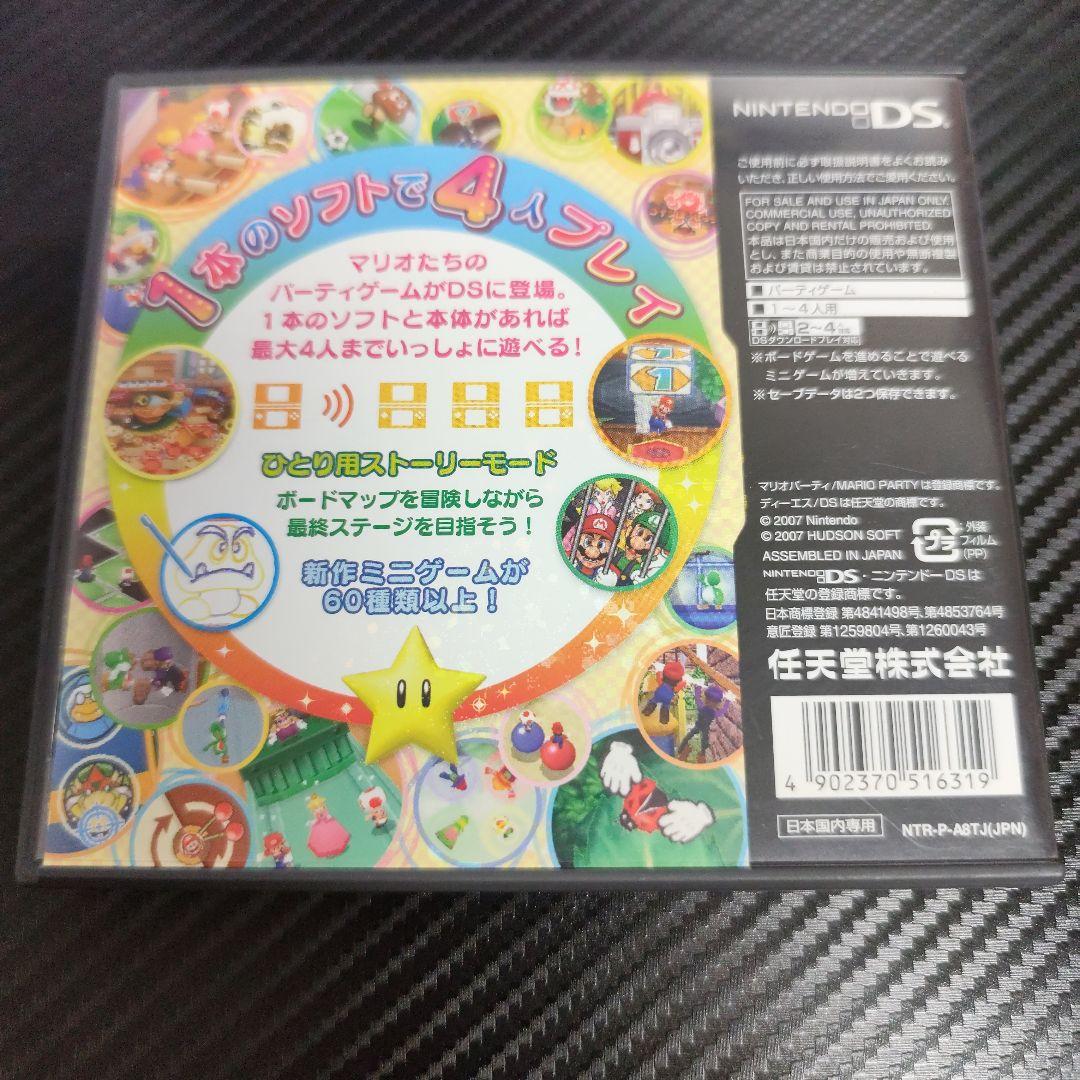 1本のソフトで4人プレイ
マリオたちの
パーティゲームがDSに登場。
1本のソフトと本体があれば
最大4人までいっしょに遊べる!
ひとり用ストーリーモード
ボードマップを冒険しながら
最終ステージを目指そう!
新作ミニゲームが
60種類以上!
1
NINTENDO DS®
ご使用前に必ず取扱説明書をよくお読み
いただき、正しい使用方法でご愛用ください。
FOR SALE AND USE IN JAPAN ONLY.
COMMERCIAL USE, UNAUTHORIZED
COPY AND RENTAL PROHIBITED.
本品は日本国内だけの販売および使用
とし、また商業目的の使用や無断複製
および賃貸は禁止されています。
■ パーティゲーム
■ 1〜4人用
2〜4人対応
DSダウンロードプレイ対応
※ボードゲームを進めることで遊べる
ミニゲームが増えていきます。
※セーブデータは2つ保存できます。
マリオパーティ/MARIO PARTYは登録商標です。
ディーエス/DSは任天堂の商標です。
© 2007 Nintendo
© 2007 HUDSON SOFT
ASSEMBLED IN JAPAN
プラ
:外装
フィルム
(PP)
NINTENDO DS・ニンテンドーDSは
任天堂の登録商標です。
日本商標登録 第4841498号、第4853764号
意匠登録 第1259804号、第1260043号
任天堂株式会社
4 902370 516319
日本国内専用
NTR-P-A8TJ(JPN)